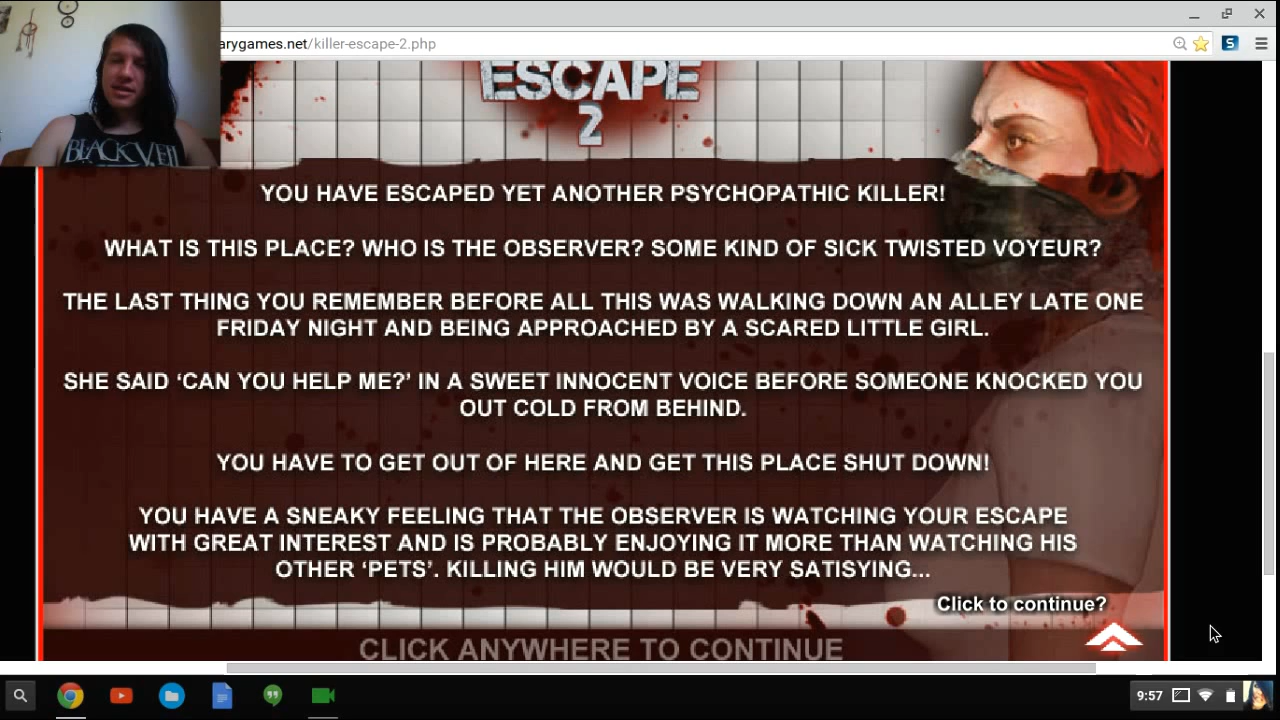 arygames.net/killer-escape-2.php
ESCAPE
2
BLACK VEIL
YOU HAVE ESCAPED YET ANOTHER PSYCHOPATHIC KILLER!
WHAT IS THIS PLACE? WHO IS THE OBSERVER? SOME KIND OF SICK TWISTED VOYEUR?
THE LAST THING YOU REMEMBER BEFORE ALL THIS WAS WALKING DOWN AN ALLEY LATE ONE
FRIDAY NIGHT AND BEING APPROACHED BY A SCARED LITTLE GIRL.
SHE SAID ‘CAN YOU HELP ME?’ IN A SWEET INNOCENT VOICE BEFORE SOMEONE KNOCKED YOU
OUT COLD FROM BEHIND.
YOU HAVE TO GET OUT OF HERE AND GET THIS PLACE SHUT DOWN!
YOU HAVE A SNEAKY FEELING THAT THE OBSERVER IS WATCHING YOUR ESCAPE
WITH GREAT INTEREST AND IS PROBABLY ENJOYING IT MORE THAN WATCHING HIS
OTHER ‘PETS’. KILLING HIM WOULD BE VERY SATISYING...
Click to continue?
CLICK ANYWHERE TO CONTINUE
9:57